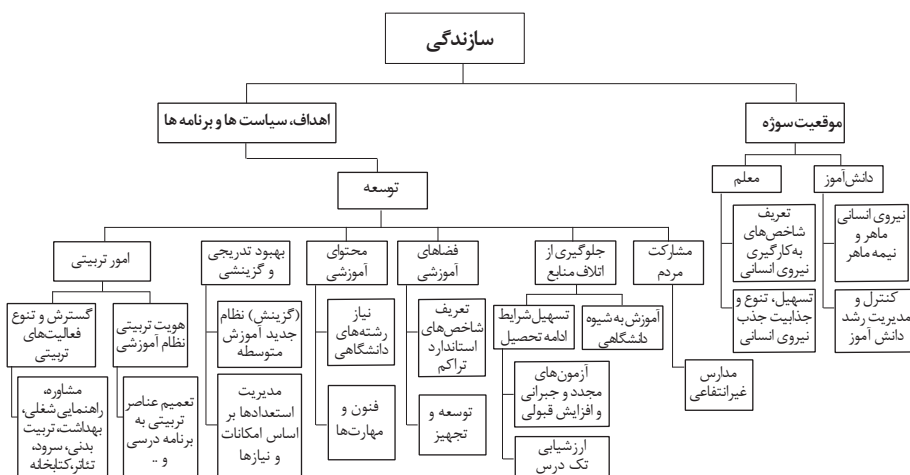 سازندگی
موقعیت سوژه
اهداف، سیاست ها و برنامه ها
دانش‌آموز
معلم
نیروی انسانی
ماهر و
نیمه ماهر
کنترل و
مدیریت رشد
دانش آموز
تعریف
شاخص‌های
به‌کارگیری
نیروی انسانی
تسهیل، تنوع و
جذابیت جذب
نیروی انسانی
توسعه
مشارکت
مردم
مدارس
غیرانتفاعی
جلوگیری از
اتلاف منابع
آموزش به شیوه
دانشگاهی
تسهیل شرایط
ادامه تحصیل
آزمون‌های
مجدد و جبرانی
و افزایش قبولی
ارزشیابی
تک درس
فضاهای
آموزشی
تعریف
شاخص‌های
استاندارد
تراکم
توسعه و
تجهیز
محتوای
آموزشی
نیاز
رشته‌های
دانشگاهی
فنون و
مهارت‌ها
بهبود تدریجی
و گزینشی
(گزینش) نظام
جدید آموزش
متوسطه
مدیریت
استعدادها بر
اساس امکانات
و نیازها
امور تربیتی
هویت تربیتی
نظام آموزشی
تعمیم عناصر
تربیتی به
برنامه درسی
و ..
گسترش و تنوع
فعالیت‌های
تربیتی
مشاوره،
راهنمایی شغلی،
بهداشت، تربیت
بدنی، سرود،
تئاتر، کتابخانه